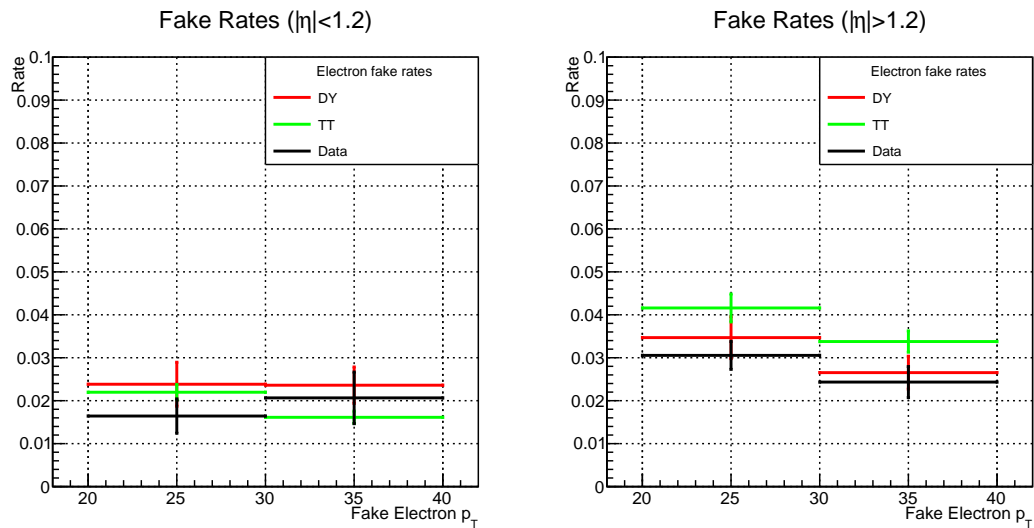 Fake Rates (|η|<1.2)
Rate
0.1
0.09
0.08
0.07
0.06
0.05
0.04
0.03
0.02
0.01
0
Electron fake rates
DY
TT
Data
20 25 30 35 40
Fake Electron p_T
Fake Rates (|η|>1.2)
Rate
0.1
0.09
0.08
0.07
0.06
0.05
0.04
0.03
0.02
0.01
0
Electron fake rates
DY
TT
Data
20 25 30 35 40
Fake Electron p_T